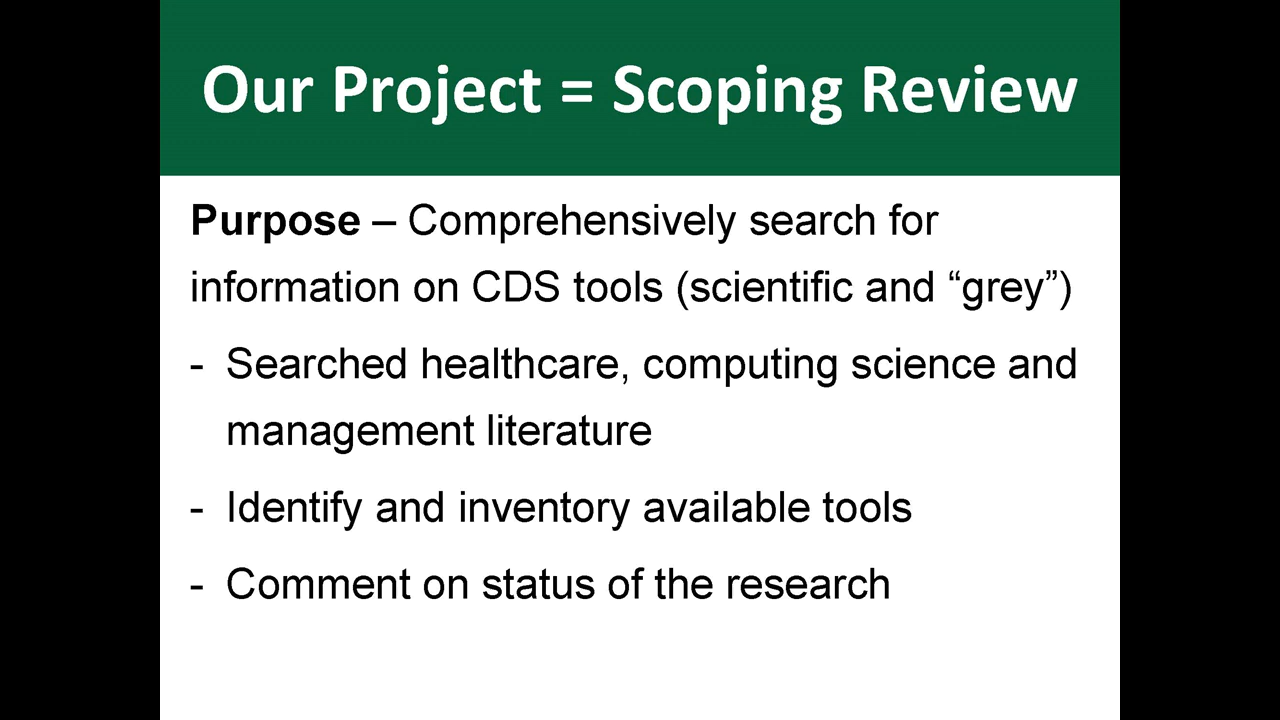 Our Project = Scoping Review
Purpose – Comprehensively search for
information on CDS tools (scientific and “grey”)
- Searched healthcare, computing science and
management literature
- Identify and inventory available tools
- Comment on status of the research